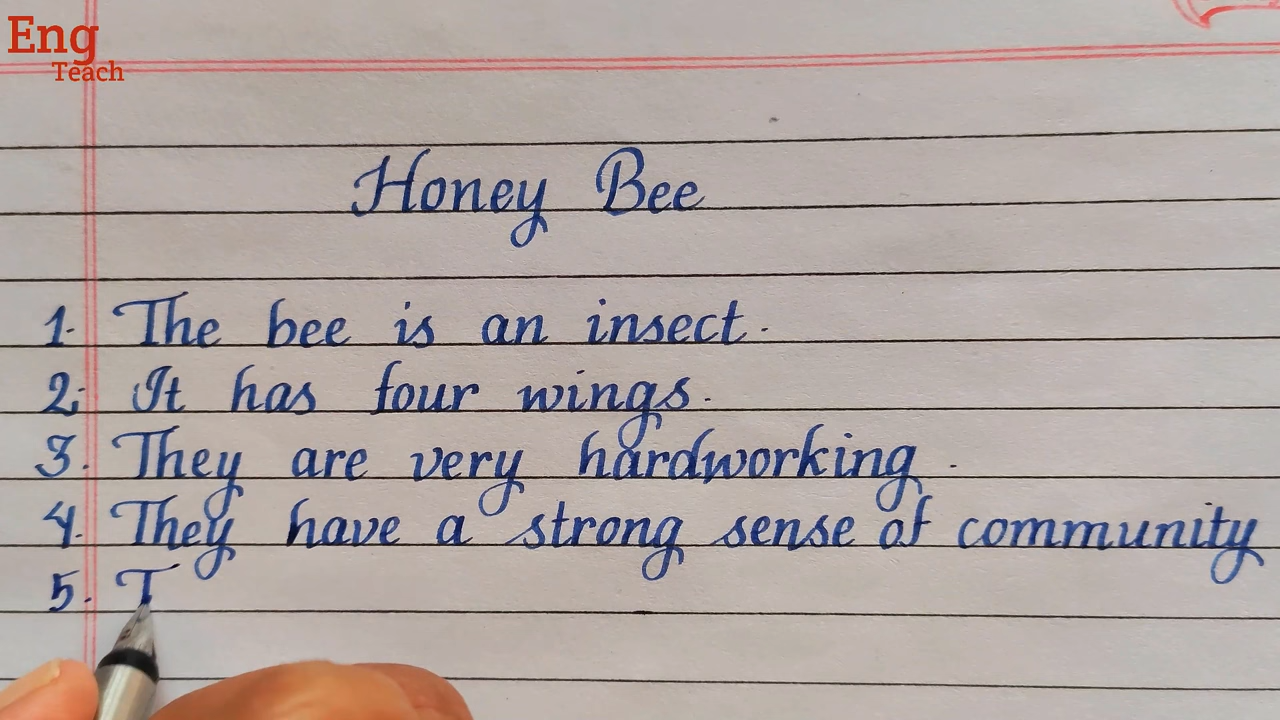 Eng
Teach
Honey Bee
1. The bee is an insect.
2. It has four wings.
3. They are very hardworking.
4. They have a strong sense of community
5. T